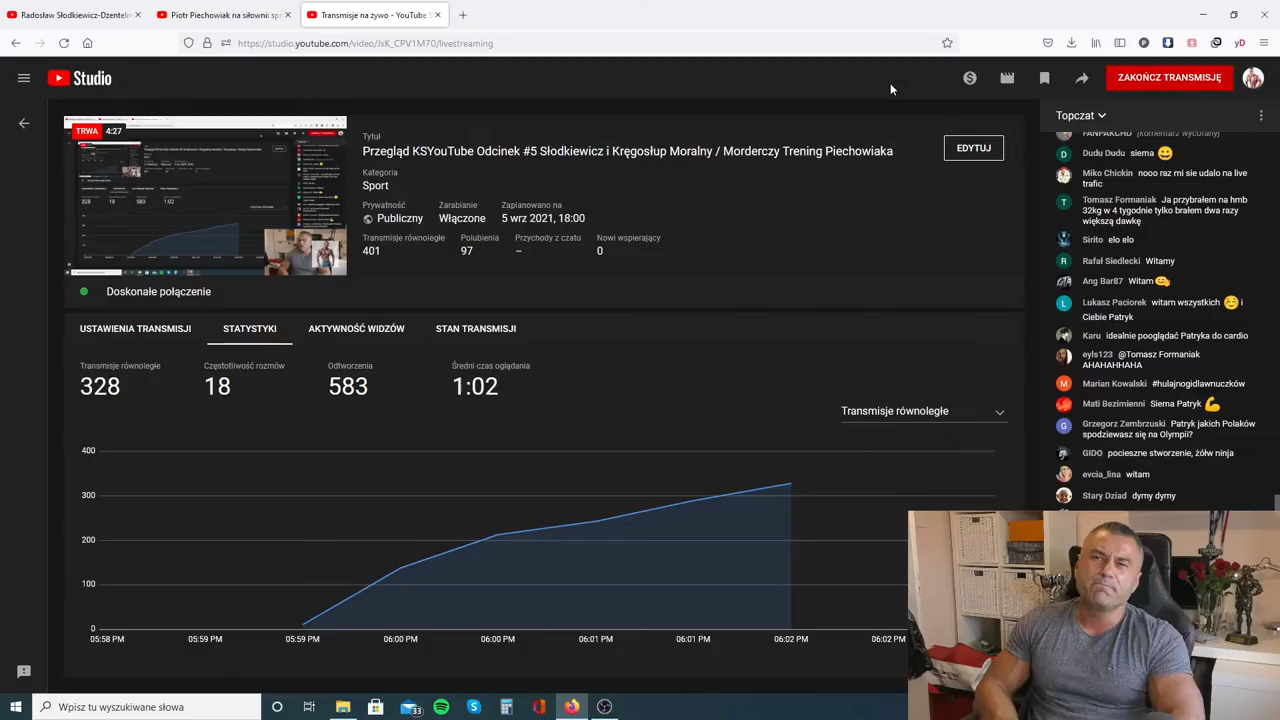 Radosław Słodkiewicz-Dżenteln
Piotr Piechowiak na siłowni: spr
Transmisje na żywo - YouTube S
https://studio.youtube.com/video/JxK_CPV1M70/livestreaming
yD
Studio
ZAKOŃCZ TRANSMISJĘ
TRWA 4:27
Tytuł
Przegląd KSYouTube Odcinek #5 Słodkiewicz i Kręgosłup Moralny / Morderczy Trening Piechowiaka
EDYTUJ
Kategoria
Sport
Prywatność
Zarabianie
Zaplanowano na
Publiczny
Włączone
5 wrz 2021, 18:00
Transmisje równoległe
Polubienia
Przychody z czatu
Nowi wspierający
401
97
–
0
Doskonałe połączenie
USTAWIENIA TRANSMISJI
STATYSTYKI
AKTYWNOŚĆ WIDZÓW
STAN TRANSMISJI
Transmisje równoległe
Częstotliwość rozmów
Odtworzenia
Średni czas oglądania
328
18
583
1:02
Transmisje równoległe
400
300
200
100
0
05:58 PM
05:59 PM
05:59 PM
06:00 PM
06:00 PM
06:01 PM
06:01 PM
06:02 PM
06:02 PM
Topczat
[komentarz wycofany]
Dudu Dudu siema 😀
Miko Chickin nooo raz mi sie udalo na live
trafic
Tomasz Formaniak Ja przybrałem na hmb
32kg w 4 tygodnie tylko brałem dwa razy
większą dawkę
Sirito elo elo
Rafał Siedlecki Witamy
Ang Bar87 Witam
Lukasz Paciorek witam wszystkich ☺️ i
Ciebie Patryk
Karu idealnie pooglądać Patryka do cardio
eyls123 @Tomasz Formaniak
AHAHAHHAHA
Marian Kowalski #hulajnogidlawnuczków
Mati Bezimienni Siema Patryk 💪
Grzegorz Zembrzuski Patryk jakich Polaków
spodziewasz się na Olympii?
GIDO pocieszne stworzenie, żółw ninja
evcia_lina witam
Stary Dziad dymy dymy
Wpisz tu wyszukiwane słowa
33